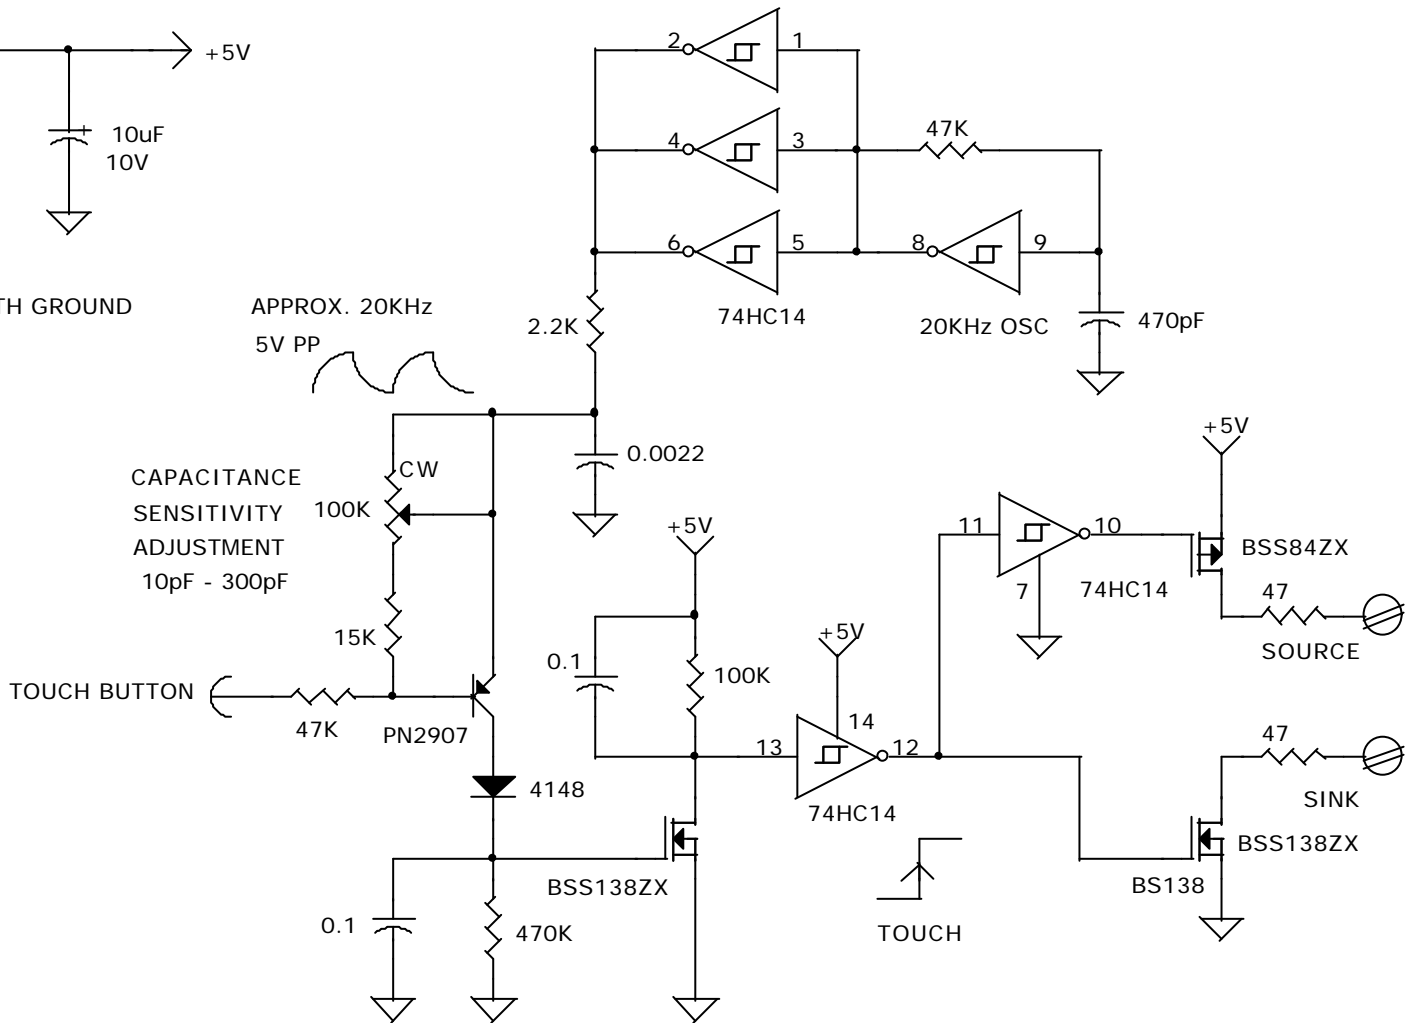 +5V
+
10uF
10V
TH GROUND
2
1
4
3
47K
6
5
8
9
74HC14
20KHz OSC
470pF
APPROX. 20KHz
5V PP
2.2K
0.0022
CAPACITANCE
SENSITIVITY
ADJUSTMENT
10pF - 300pF
CW
100K
15K
TOUCH BUTTON
47K
PN2907
4148
0.1
470K
+5V
0.1
100K
BSS138ZX
+5V
14
13
12
74HC14
TOUCH
11
10
7
74HC14
+5V
BSS84ZX
47
SOURCE
47
SINK
BSS138ZX
BS138